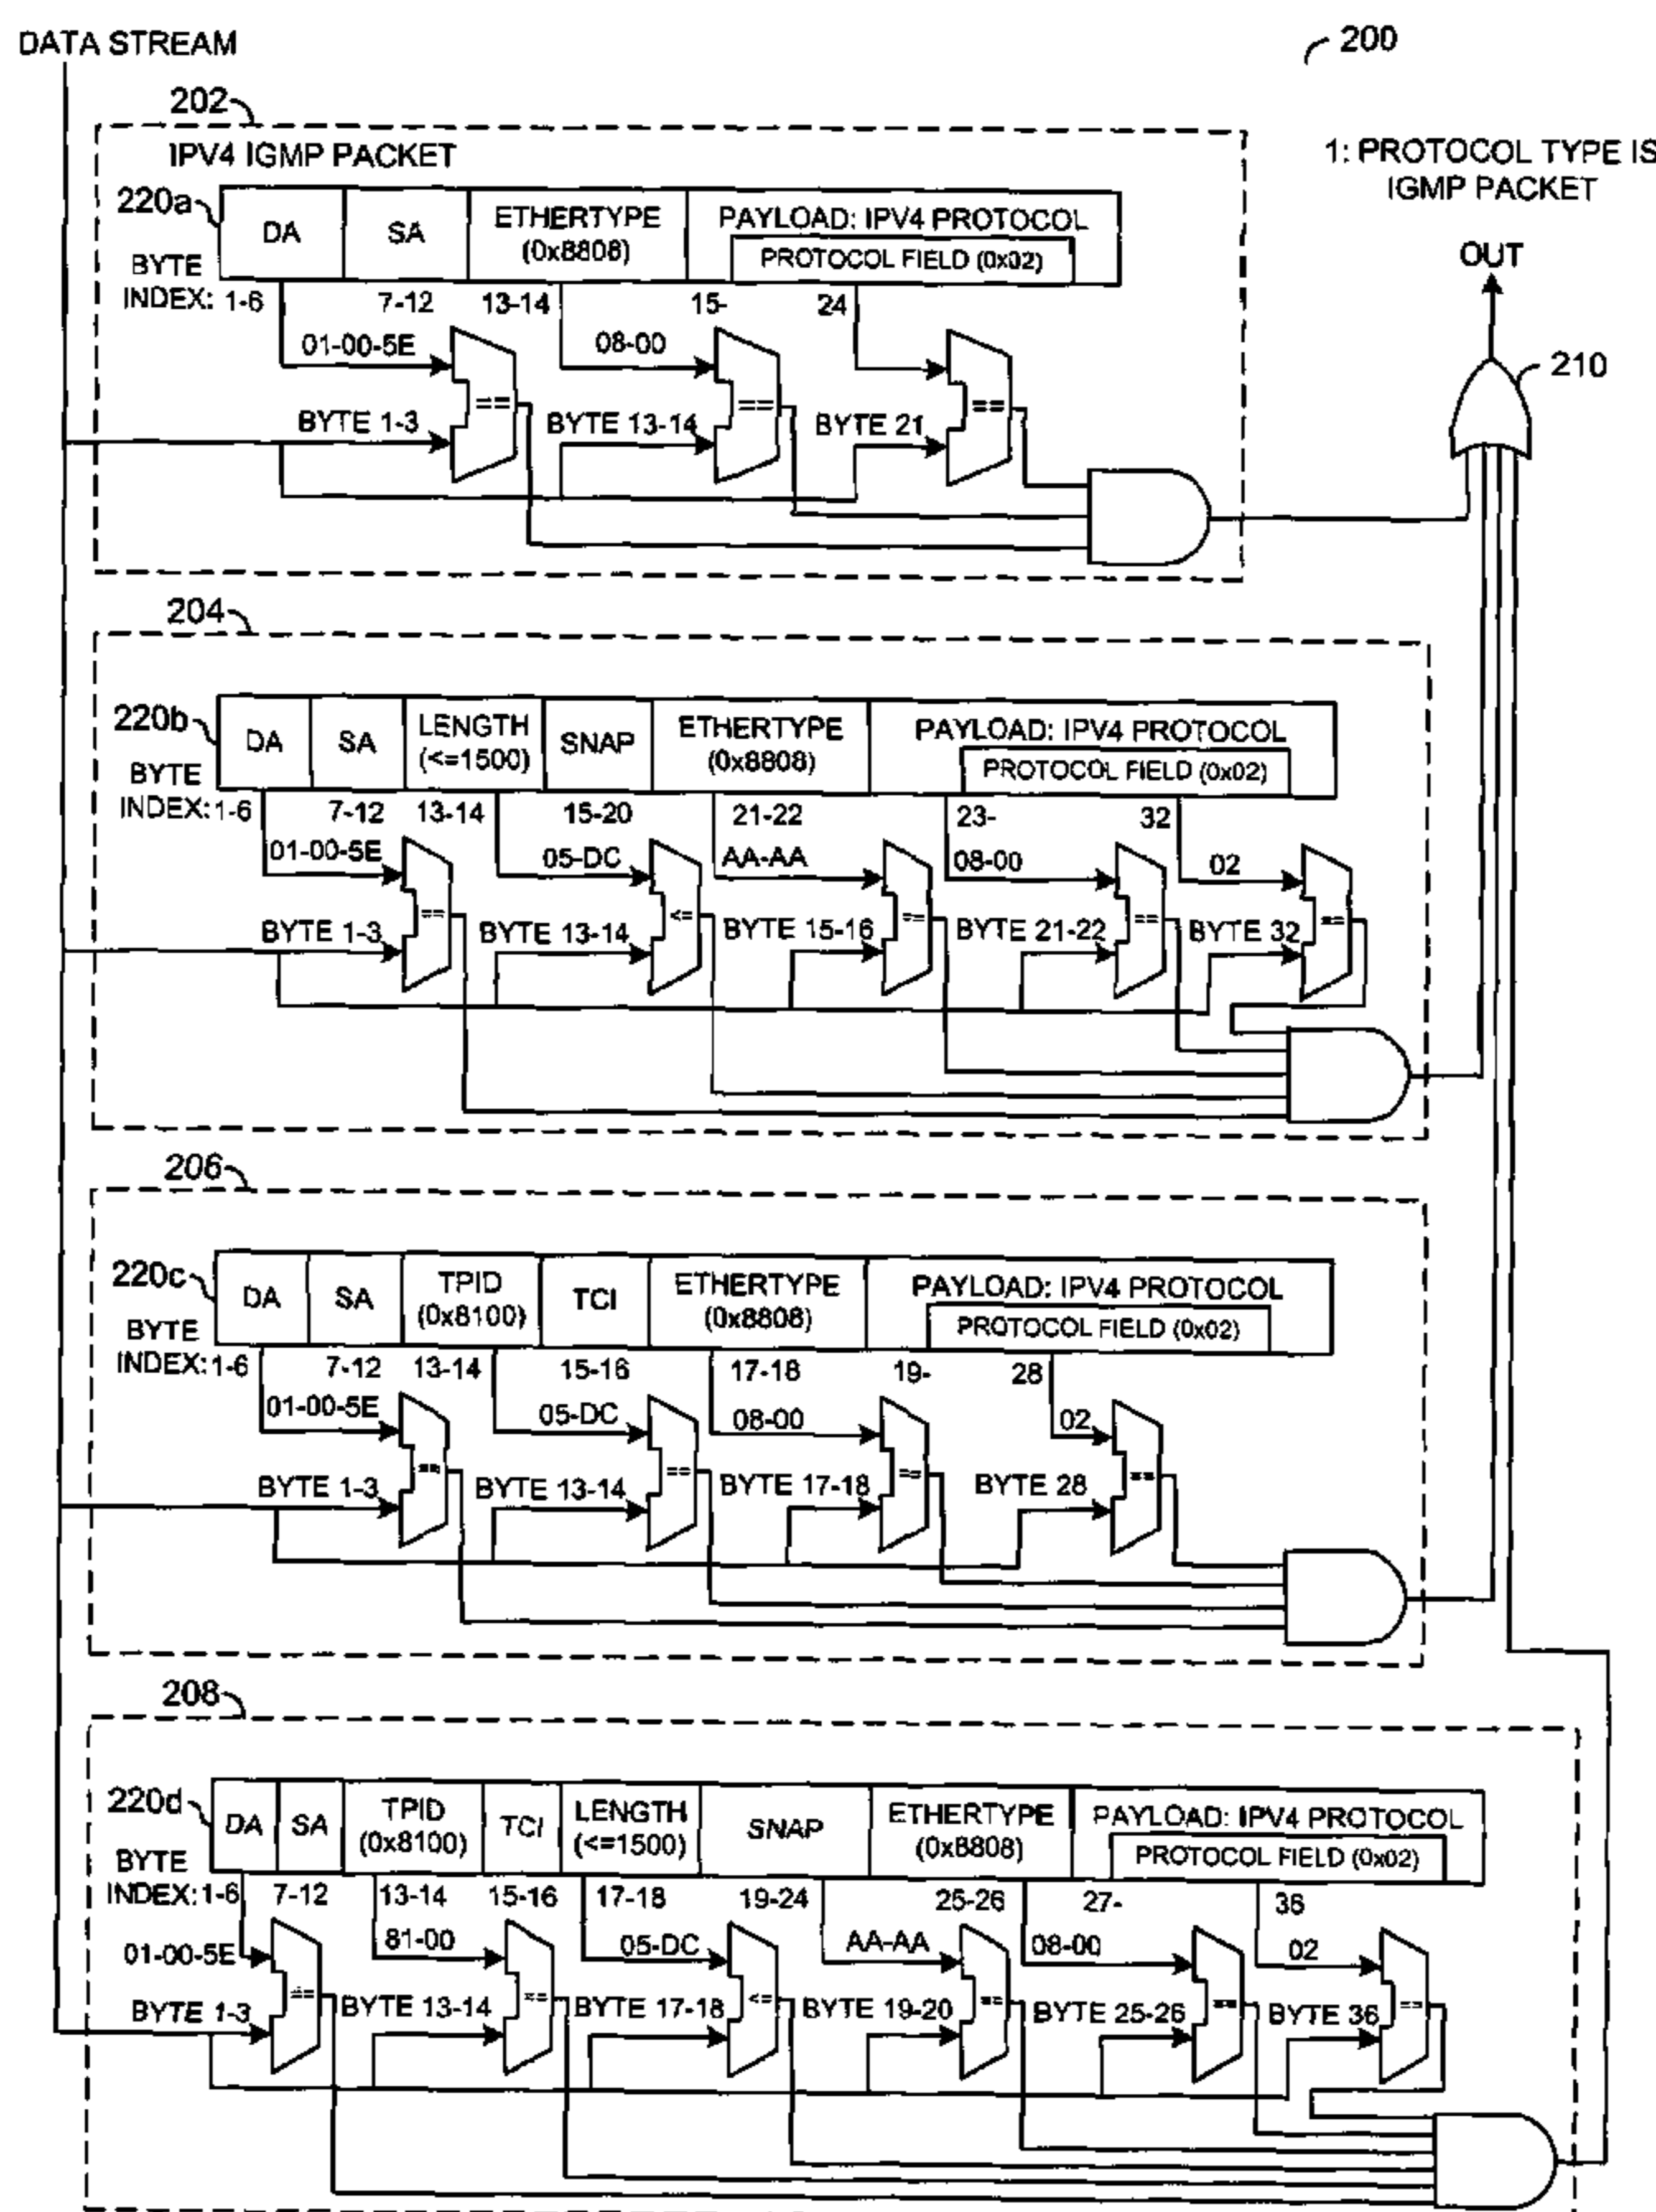 DATA STREAM
200
202
IPV4 IGMP PACKET
1: PROTOCOL TYPE IS
IGMP PACKET
220a
DA
SA
ETHERTYPE
(0x8808)
PAYLOAD: IPV4 PROTOCOL
PROTOCOL FIELD (0x02)
BYTE
INDEX: 1-6
7-12
13-14
15-
24
OUT
210
01-00-5E
08-00
==
==
==
BYTE 1-3
BYTE 13-14
BYTE 21
204
220b
DA
SA
LENGTH
(<=1500)
SNAP
ETHERTYPE
(0x8808)
PAYLOAD: IPV4 PROTOCOL
PROTOCOL FIELD (0x02)
BYTE
INDEX:1-6
7-12
13-14
15-20
21-22
23-
32
01-00-5E
05-DC
AA-AA
08-00
02
==
<=
==
==
==
BYTE 1-3
BYTE 13-14
BYTE 15-16
BYTE 21-22
BYTE 32
206
220c
DA
SA
TPID
(0x8100)
TCI
ETHERTYPE
(0x8808)
PAYLOAD: IPV4 PROTOCOL
PROTOCOL FIELD (0x02)
BYTE
INDEX:1-6
7-12
13-14
15-16
17-18
19-
28
01-00-5E
05-DC
08-00
02
==
==
==
==
BYTE 1-3
BYTE 13-14
BYTE 17-18
BYTE 28
208
220d
DA
SA
TPID
(0x8100)
TCI
LENGTH
(<=1500)
SNAP
ETHERTYPE
(0x8808)
PAYLOAD: IPV4 PROTOCOL
PROTOCOL FIELD (0x02)
BYTE
INDEX:1-6
7-12
13-14
15-16
17-18
19-24
25-26
27-
36
01-00-5E
81-00
05-DC
AA-AA
08-00
02
==
==
<=
==
==
==
BYTE 1-3
BYTE 13-14
BYTE 17-18
BYTE 19-20
BYTE 25-26
BYTE 36